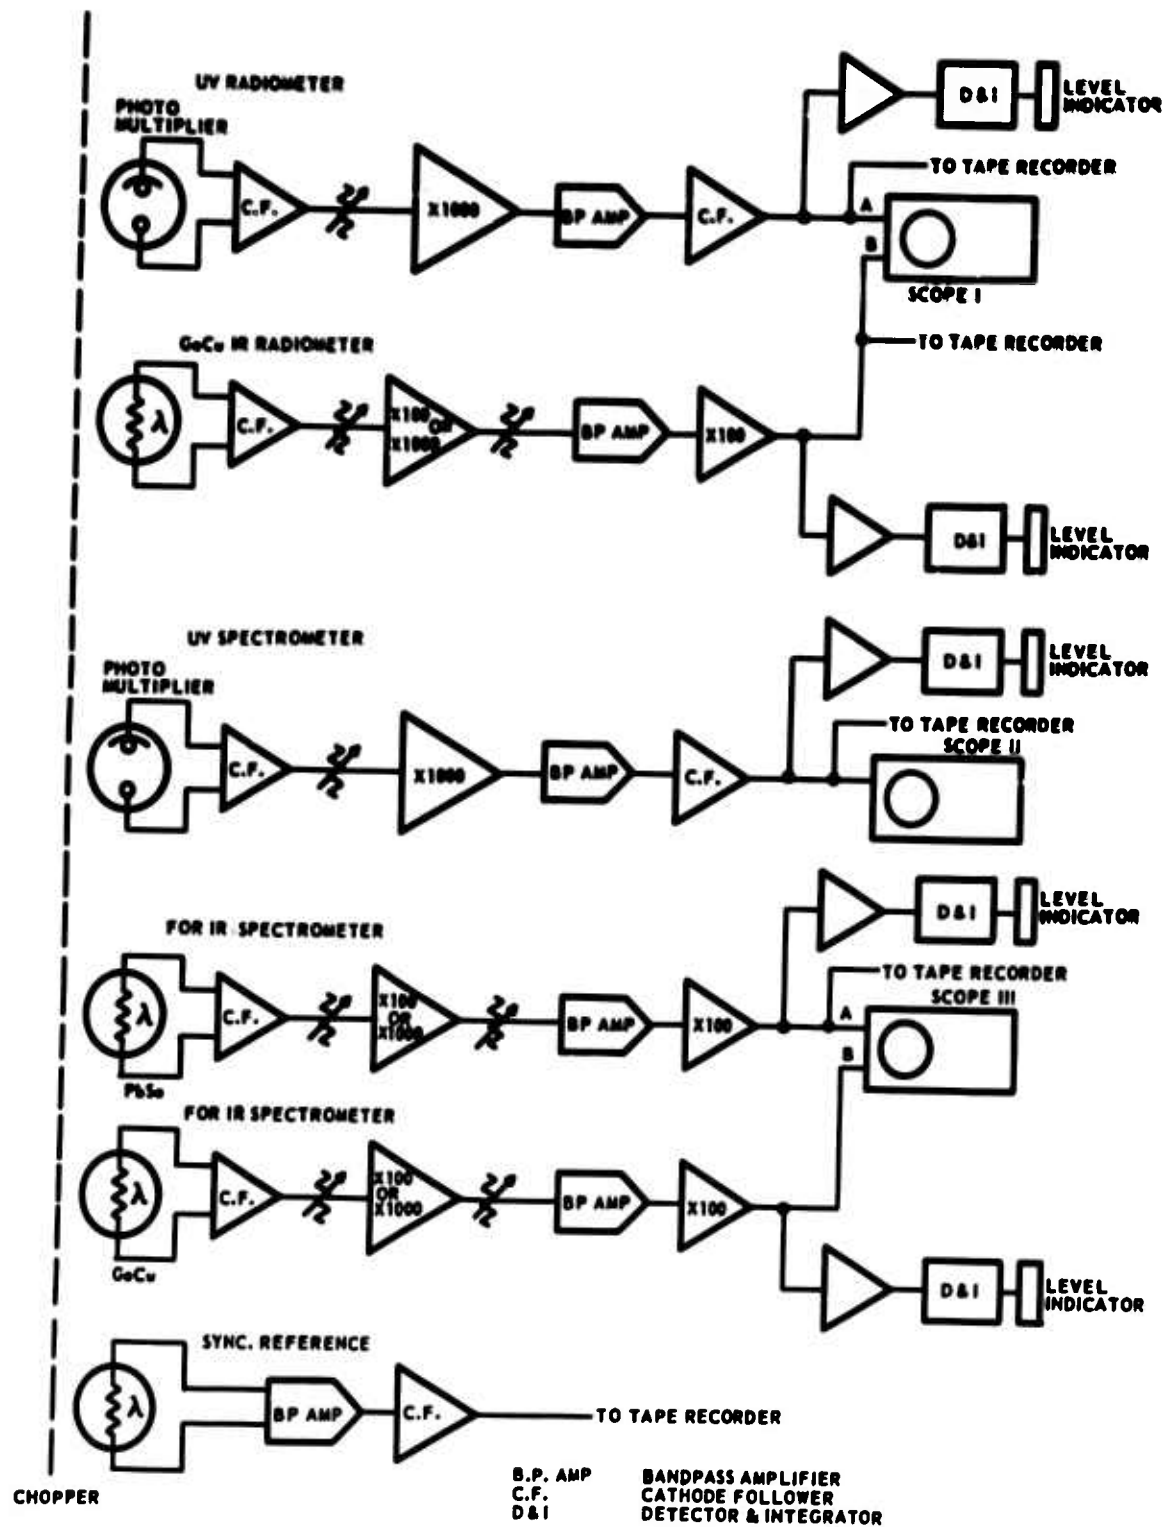 UV RADIOMETER
PHOTO
MULTIPLIER
C.F.
X1000
BP AMP
C.F.
D&I
LEVEL
INDICATOR
TO TAPE RECORDER
A
B
SCOPE I
GeCu IR RADIOMETER
TO TAPE RECORDER
λ
C.F.
X100
OR
X1000
BP AMP
X100
D&I
LEVEL
INDICATOR
UV SPECTROMETER
PHOTO
MULTIPLIER
C.F.
X1000
BP AMP
C.F.
D&I
LEVEL
INDICATOR
TO TAPE RECORDER
SCOPE II
FOR IR SPECTROMETER
λ
PbSe
C.F.
X100
OR
X1000
BP AMP
X100
D&I
LEVEL
INDICATOR
TO TAPE RECORDER
SCOPE III
A
B
FOR IR SPECTROMETER
λ
GeCu
C.F.
X100
OR
X1000
BP AMP
X100
D&I
LEVEL
INDICATOR
SYNC. REFERENCE
λ
BP AMP
C.F.
TO TAPE RECORDER
CHOPPER
B.P. AMP BANDPASS AMPLIFIER
C.F. CATHODE FOLLOWER
D&I DETECTOR & INTEGRATOR